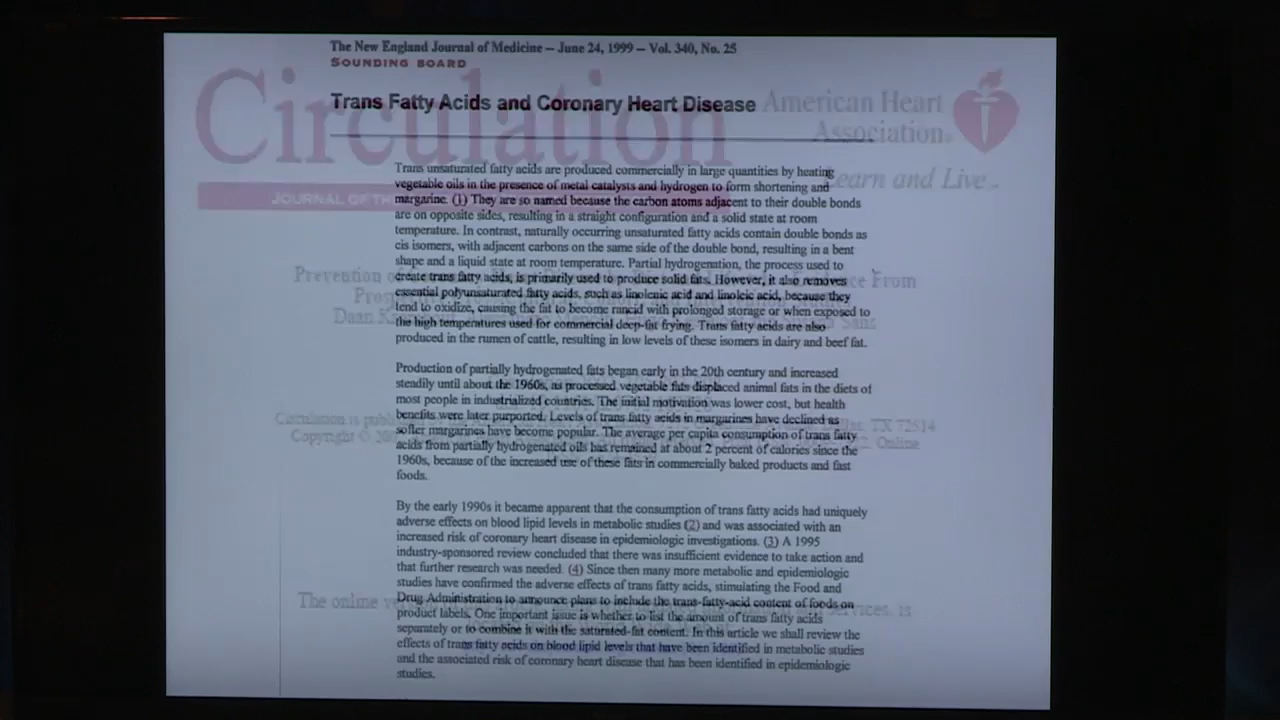 The New England Journal of Medicine – June 24, 1999 – Vol. 340, No. 25
SOUNDING BOARD
Circulation
Trans Fatty Acids and Coronary Heart Disease
American Heart
Association
Learn and Live
JOURNAL OF TH
Trans unsaturated fatty acids are produced commercially in large quantities by heating
vegetable oils in the presence of metal catalysts and hydrogen to form shortening and
margarine. (1) They are so named because the carbon atoms adjacent to their double bonds
are on opposite sides, resulting in a straight configuration and a solid state at room
temperature. In contrast, naturally occurring unsaturated fatty acids contain double bonds as
cis isomers, with adjacent carbons on the same side of the double bond, resulting in a bent
shape and a liquid state at room temperature. Partial hydrogenation, the process used to
create trans fatty acids, is primarily used to produce solid fats. However, it also removes
essential polyunsaturated fatty acids, such as linolenic acid and linoleic acid, because they
tend to oxidize, causing the fat to become rancid with prolonged storage or when exposed to
the high temperatures used for commercial deep-fat frying. Trans fatty acids are also
produced in the rumen of cattle, resulting in low levels of these isomers in dairy and beef fat.
Prevention
From
Daan
Production of partially hydrogenated fats began early in the 20th century and increased
steadily until about the 1960s, as processed vegetable fats displaced animal fats in the diets of
most people in industrialized countries. The initial motivation was lower cost, but health
benefits were later purported. Levels of trans fatty acids in margarines have declined as
softer margarines have become popular. The average per capita consumption of trans fatty
acids from partially hydrogenated oils has remained at about 2 percent of calories since the
1960s, because of the increased use of these fats in commercially baked products and fast
foods.
Circulation is
TX 72514
Copyright ©
Online
By the early 1990s it became apparent that the consumption of trans fatty acids had uniquely
adverse effects on blood lipid levels in metabolic studies (2) and was associated with an
increased risk of coronary heart disease in epidemiologic investigations. (3) A 1995
industry-sponsored review concluded that there was insufficient evidence to take action and
that further research was needed. (4) Since then many more metabolic and epidemiologic
studies have confirmed the adverse effects of trans fatty acids, stimulating the Food and
Drug Administration to announce plans to include the trans-fatty-acid content of foods on
product labels. One important issue is whether to list the amount of trans fatty acids
separately or to combine it with the saturated-fat content. In this article we shall review the
effects of trans fatty acids on blood lipid levels that have been identified in metabolic studies
and the associated risk of coronary heart disease that has been identified in epidemiologic
studies.
The online
services, is